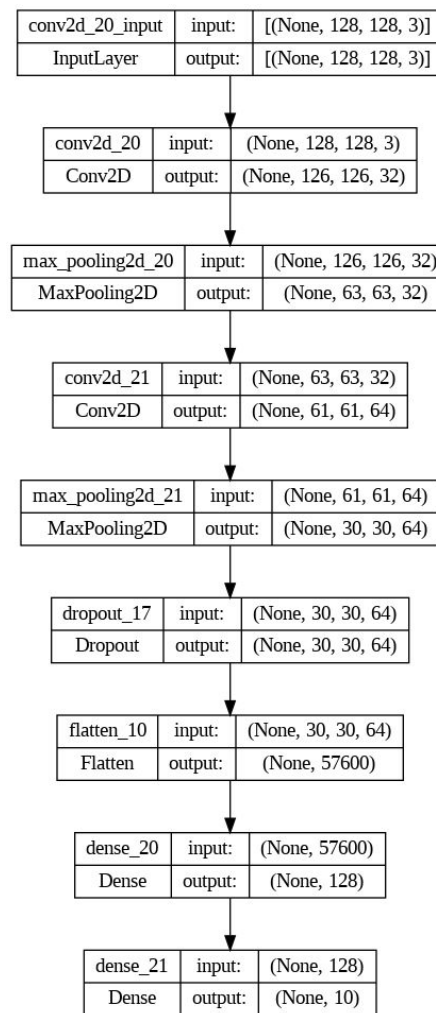 conv2d_20_input input: [(None, 128, 128, 3)]
InputLayer output: [(None, 128, 128, 3)]
conv2d_20 input: (None, 128, 128, 3)
Conv2D output: (None, 126, 126, 32)
max_pooling2d_20 input: (None, 126, 126, 32)
MaxPooling2D output: (None, 63, 63, 32)
conv2d_21 input: (None, 63, 63, 32)
Conv2D output: (None, 61, 61, 64)
max_pooling2d_21 input: (None, 61, 61, 64)
MaxPooling2D output: (None, 30, 30, 64)
dropout_17 input: (None, 30, 30, 64)
Dropout output: (None, 30, 30, 64)
flatten_10 input: (None, 30, 30, 64)
Flatten output: (None, 57600)
dense_20 input: (None, 57600)
Dense output: (None, 128)
dense_21 input: (None, 128)
Dense output: (None, 10)